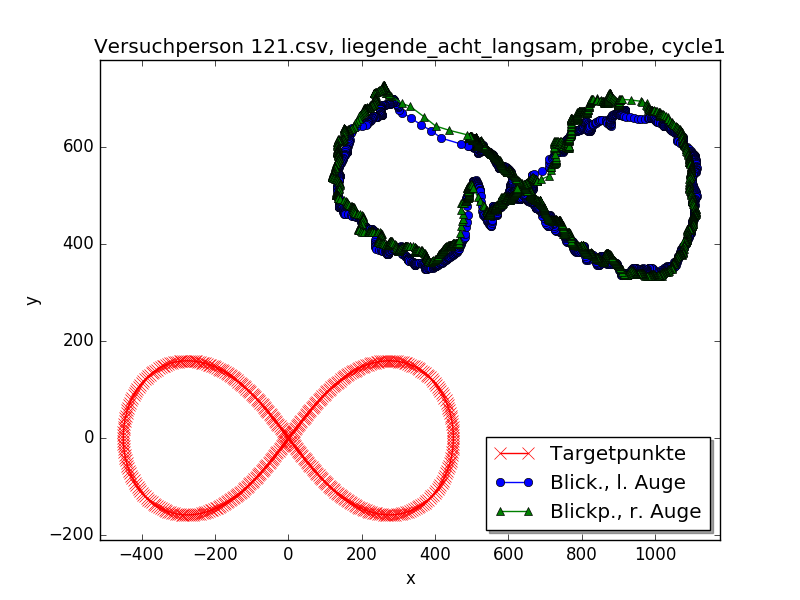 Versuchperson 121.csv, liegende_acht_langsam, probe, cycle1
y
600
400
200
0
−200
−400
−200
0
200
400
600
800
1000
x
Targetpunkte
Blick., l. Auge
Blickp., r. Auge